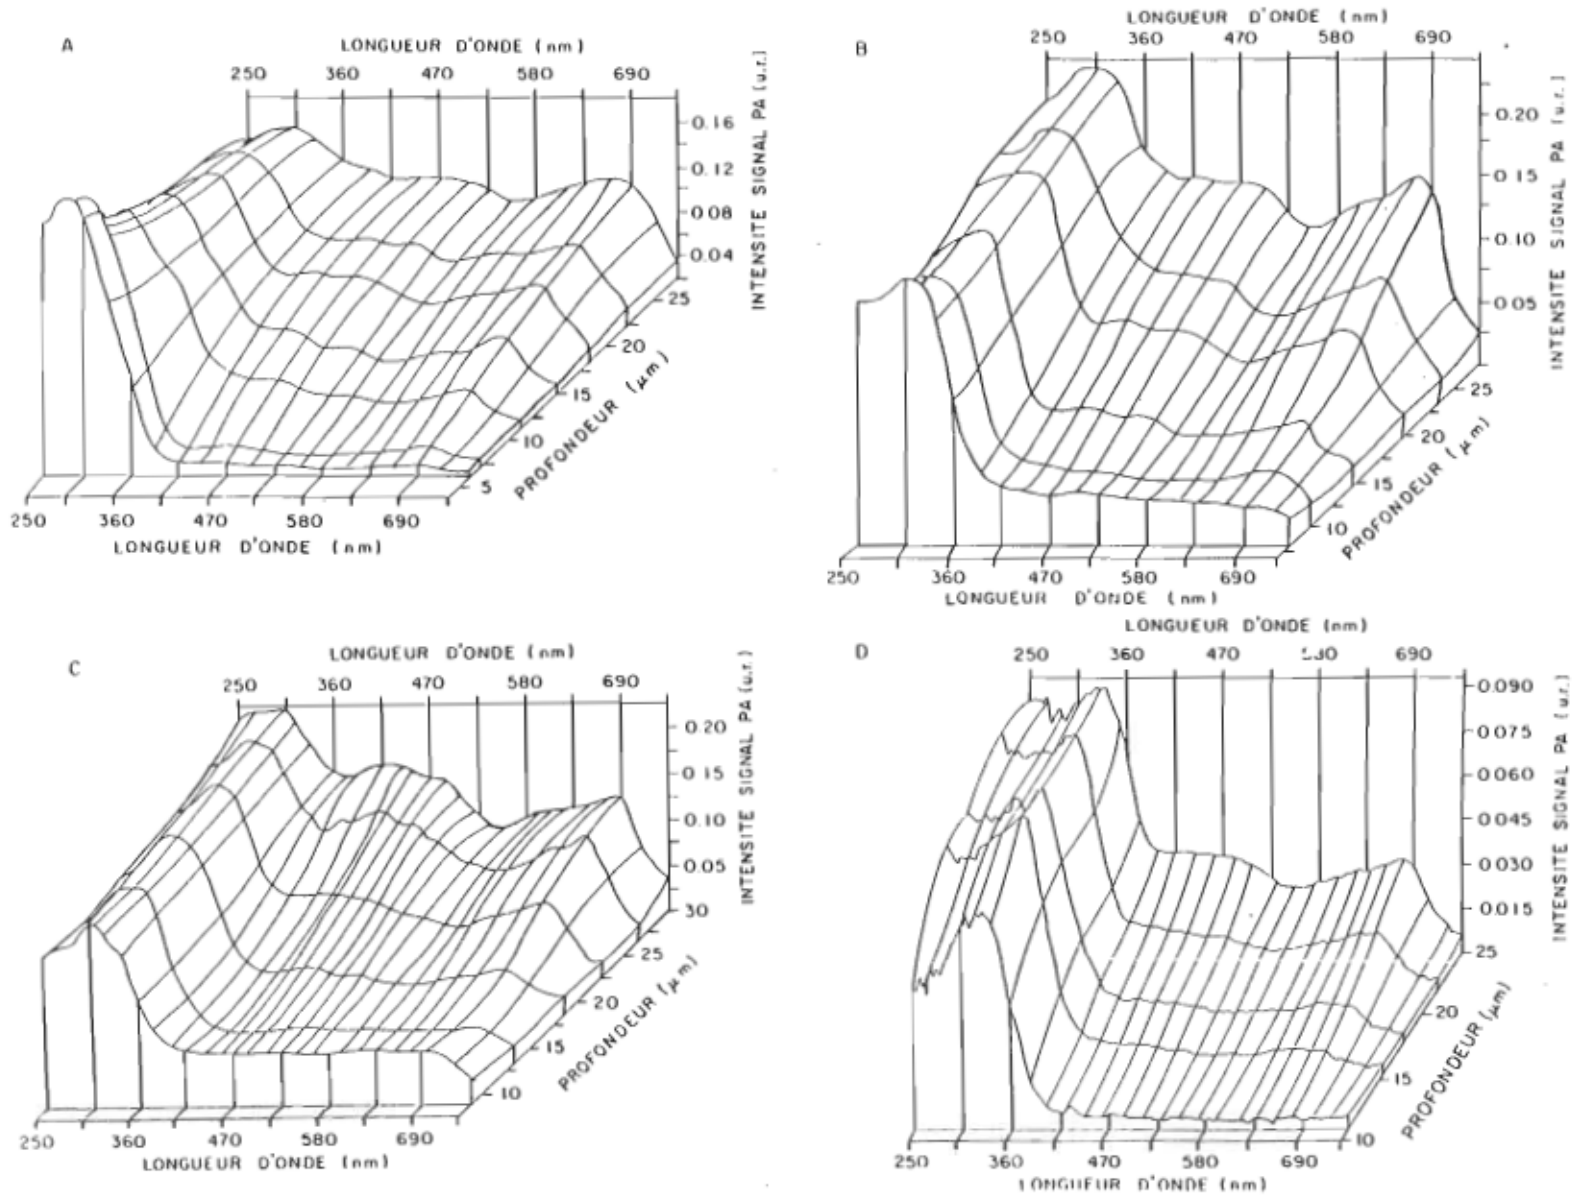 A
LONGUEUR D'ONDE (nm)
250 360 470 580 690
0.16
0.12
0.08
0.04
INTENSITE SIGNAL PA (u.r.)
25
20
15
10
5
PROFONDEUR (µm)
250 360 470 580 690
LONGUEUR D'ONDE (nm)
B
LONGUEUR D'ONDE (nm)
250 360 470 580 690
0.20
0.15
0.10
0.05
INTENSITE SIGNAL PA (u.r.)
25
20
15
10
PROFONDEUR (µm)
250 360 470 580 690
LONGUEUR D'ONDE (nm)
C
LONGUEUR D'ONDE (nm)
250 360 470 580 690
0.20
0.15
0.10
0.05
INTENSITE SIGNAL PA (u.r.)
30
25
20
15
10
PROFONDEUR (µm)
250 360 470 580 690
LONGUEUR D'ONDE (nm)
D
LONGUEUR D'ONDE (nm)
250 360 470 690
0.090
0.075
0.060
0.045
0.030
0.015
INTENSITE SIGNAL PA (u.r.)
25
20
15
10
PROFONDEUR (µm)
250 360 470 580 690
LONGUEUR D'ONDE (nm)